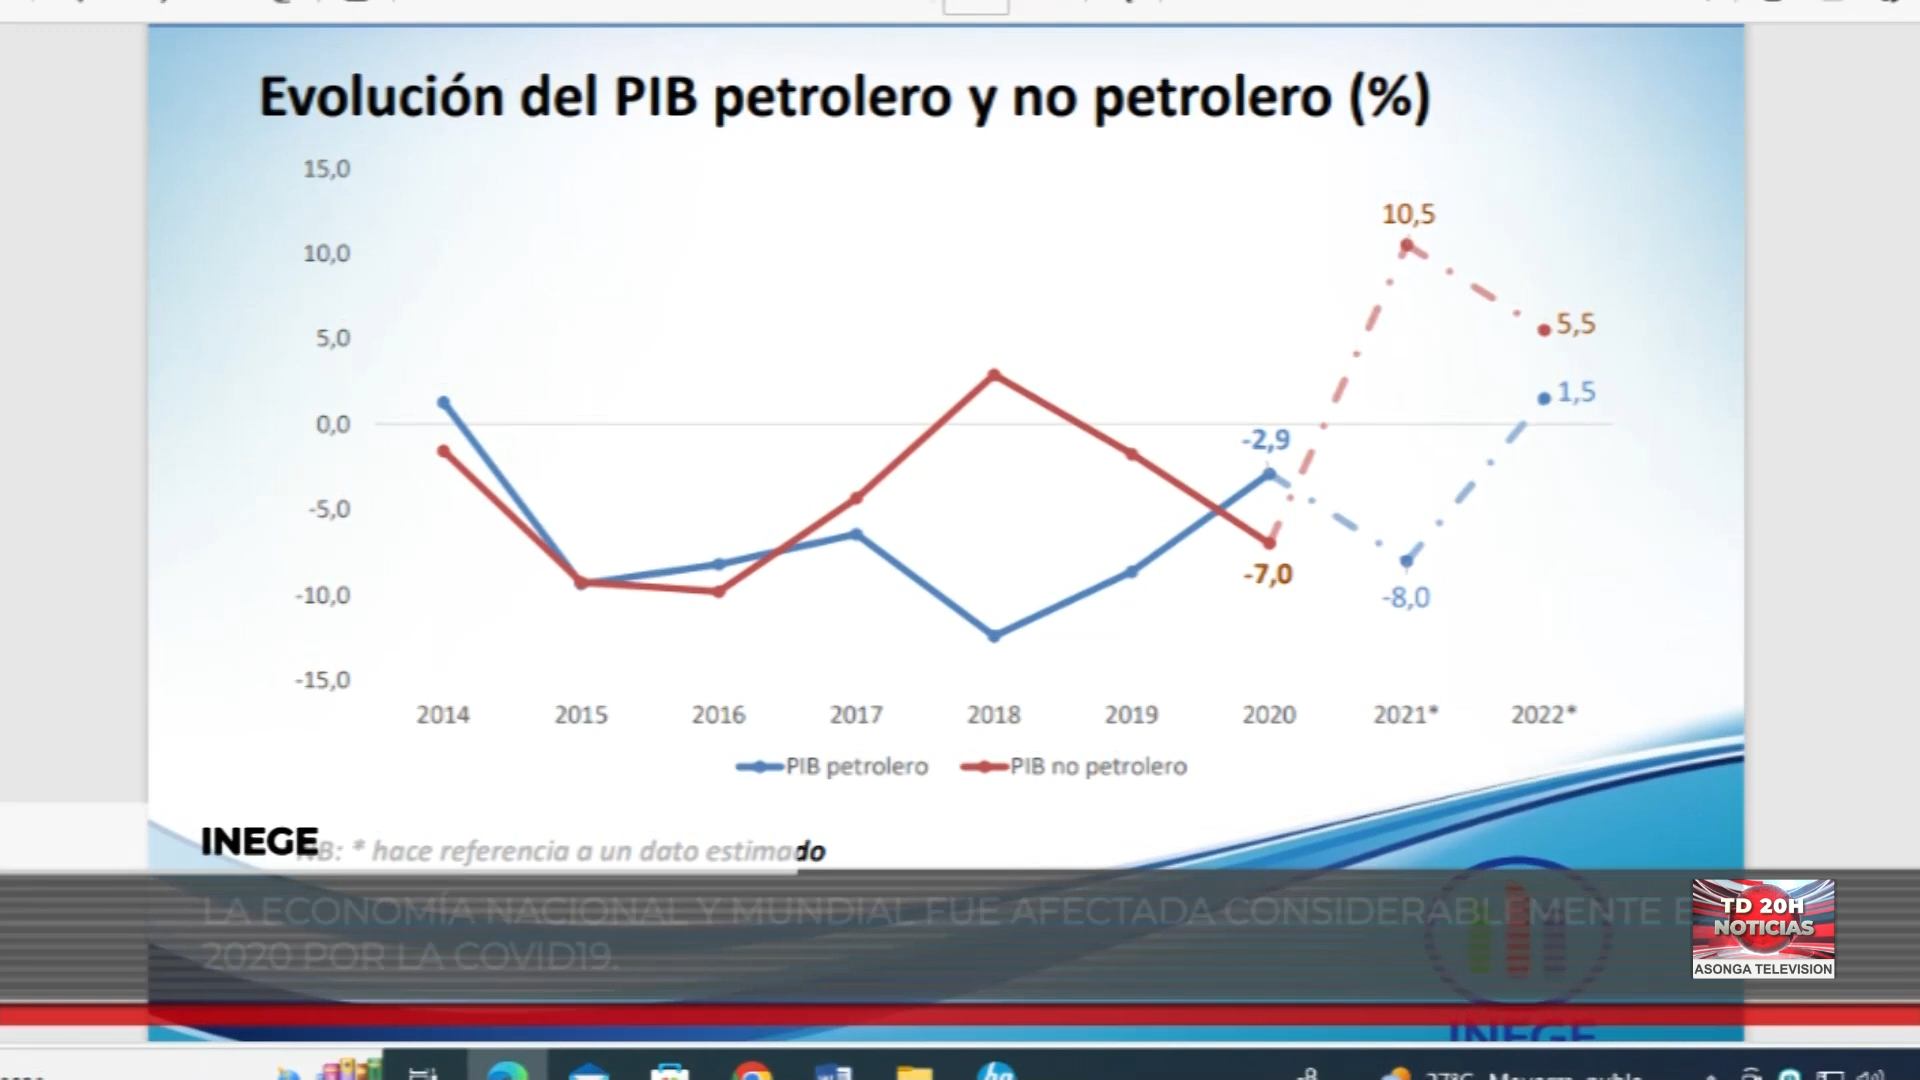 Evolución del PIB petrolero y no petrolero (%)
15,0
10,0
5,0
0,0
-5,0
-10,0
-15,0
10,5
5,5
1,5
-2,9
-7,0
-8,0
2014 2015 2016 2017 2018 2019 2020 2021* 2022*
PIB petrolero PIB no petrolero
INEGE
NB: * hace referencia a un dato estimado
LA ECONOMÍA NACIONAL Y MUNDIAL FUE AFECTADA CONSIDERABLEMENTE
2020 POR LA COVID19.
TD 20H
NOTICIAS
ASONGA TELEVISION
INEGE
27°C